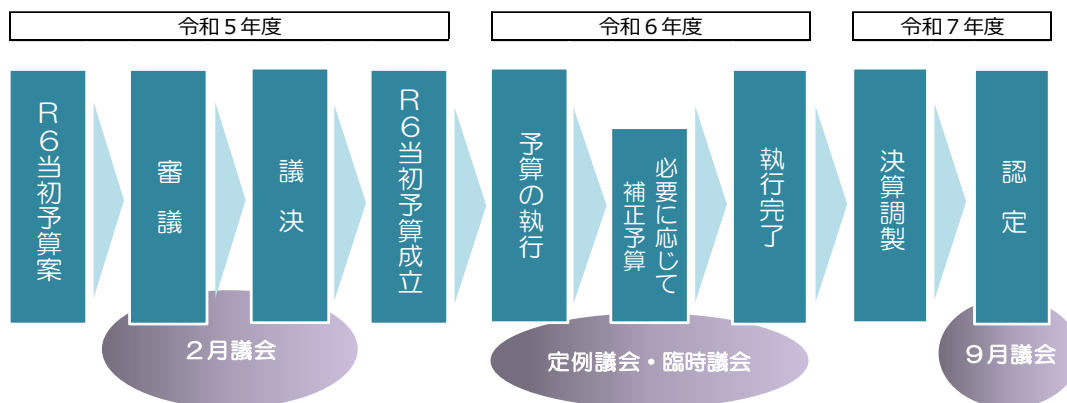 令和５年度
令和６年度
令和７年度
Ｒ６当初予算案
審議
議決
Ｒ６当初予算成立
予算の執行
必要に応じて
補正予算
執行完了
決算調製
認定
２月議会
定例議会・臨時議会
９月議会